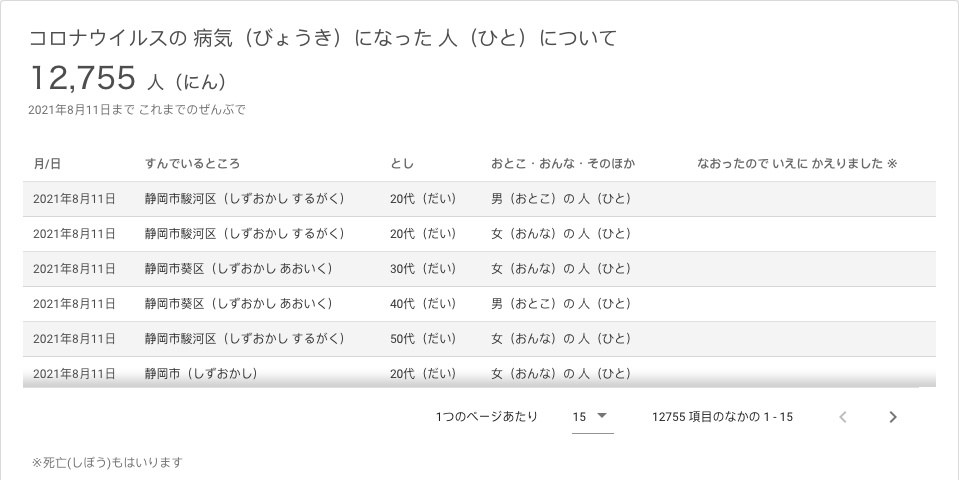 コロナウイルスの 病気（びょうき）になった 人（ひと）について
12,755 人（にん）
2021年8月11日まで これまでのぜんぶで
月/日 すんでいるところ とし おとこ・おんな・そのほか なおったので いえに かえりました ※
2021年8月11日 静岡市駿河区（しずおかし するがく） 20代（だい） 男（おとこ）の 人（ひと）
2021年8月11日 静岡市駿河区（しずおかし するがく） 20代（だい） 女（おんな）の 人（ひと）
2021年8月11日 静岡市葵区（しずおかし あおいく） 30代（だい） 女（おんな）の 人（ひと）
2021年8月11日 静岡市葵区（しずおかし あおいく） 40代（だい） 男（おとこ）の 人（ひと）
2021年8月11日 静岡市駿河区（しずおかし するがく） 50代（だい） 女（おんな）の 人（ひと）
2021年8月11日 静岡市（しずおかし） 20代（だい） 女（おんな）の 人（ひと）
1つのページあたり 15 12755 項目のなかの 1 - 15
※死亡(しぼう)もはいります